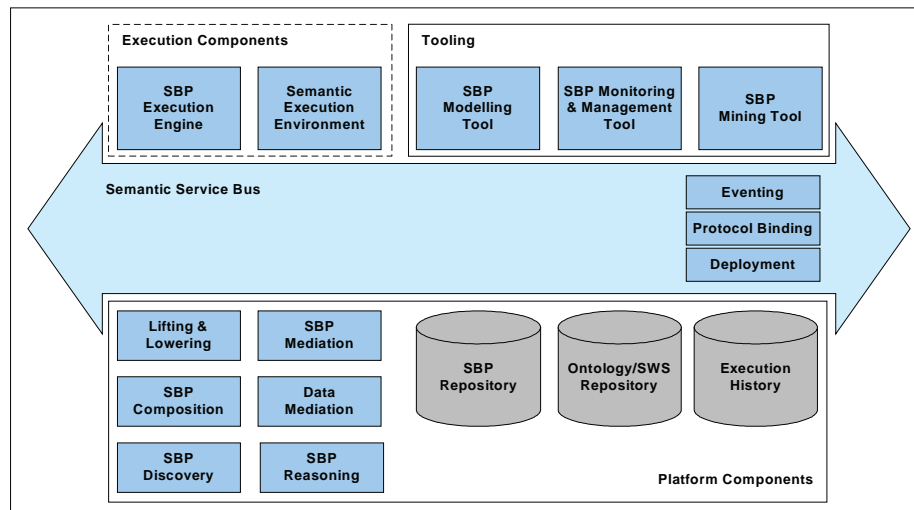 Execution Components
Tooling
SBP
Execution
Engine
Semantic
Execution
Environment
SBP
Modelling
Tool
SBP Monitoring
& Management
Tool
SBP
Mining Tool
Semantic Service Bus
Eventing
Protocol Binding
Deployment
Lifting &
Lowering
SBP
Mediation
SBP
Repository
Ontology/SWS
Repository
Execution
History
SBP
Composition
Data
Mediation
SBP
Discovery
SBP
Reasoning
Platform Components